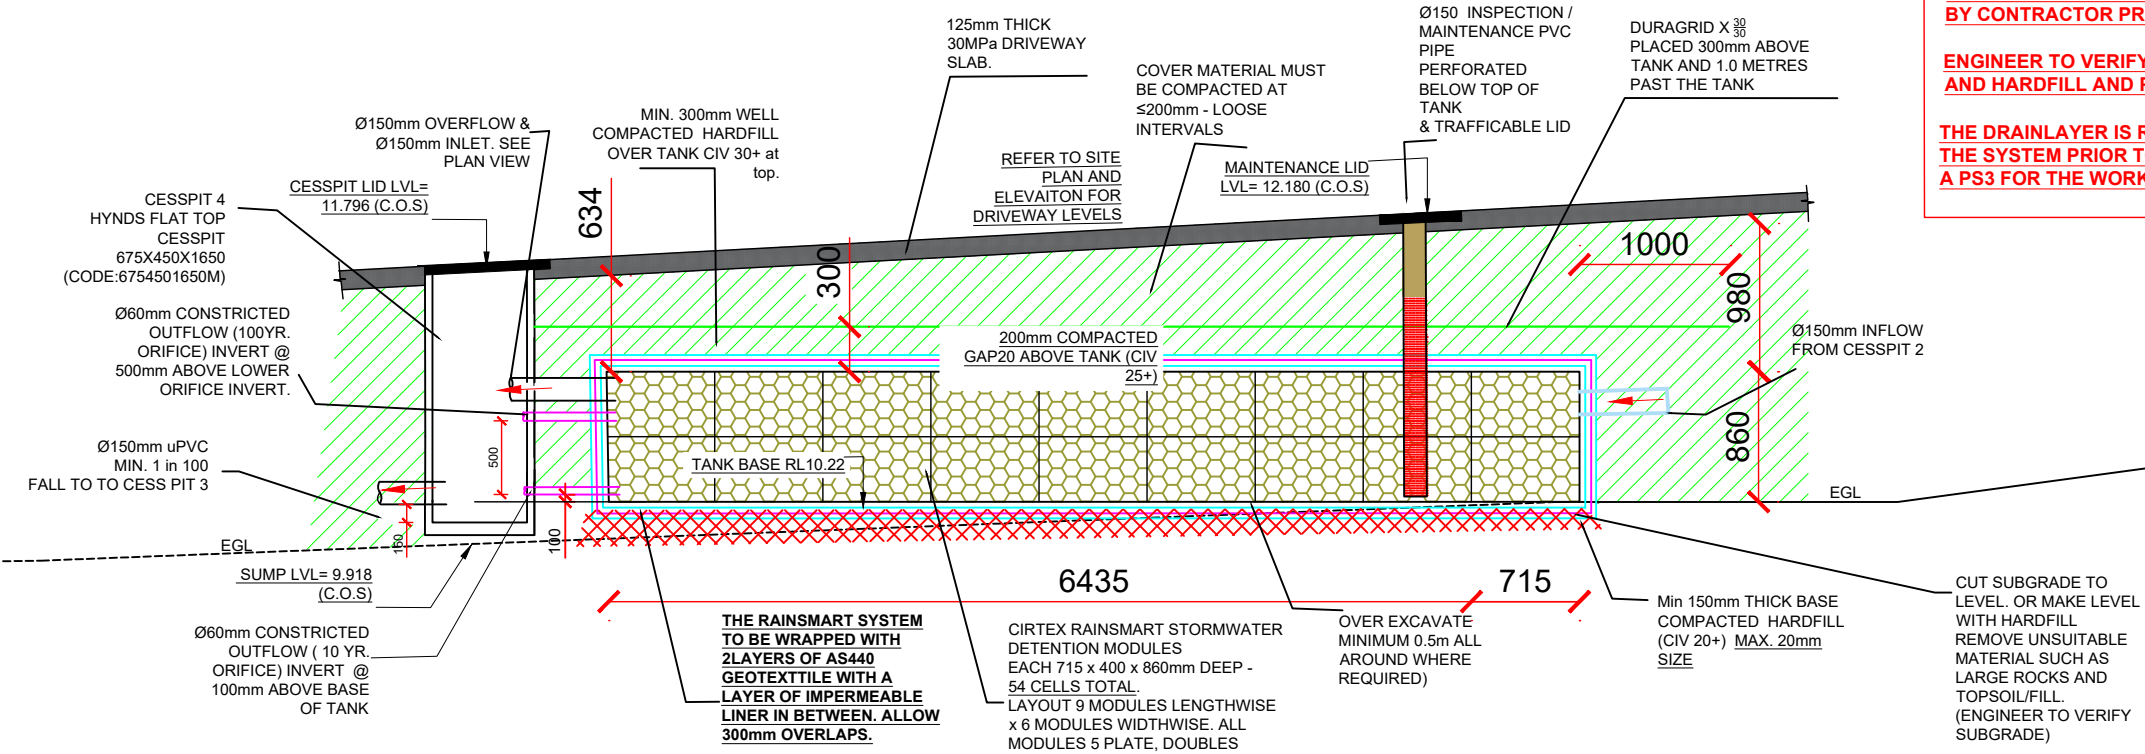 125mm THICK
30MPa DRIVEWAY
SLAB.
Ø150 INSPECTION /
MAINTENANCE PVC
PIPE
PERFORATED
BELOW TOP OF
TANK
& TRAFFICABLE LID
DURAGRID X 30/30
PLACED 300mm ABOVE
TANK AND 1.0 METRES
PAST THE TANK
BY CONTRACTOR PR
ENGINEER TO VERIFY
AND HARDFILL AND P
THE DRAINLAYER IS R
THE SYSTEM PRIOR T
A PS3 FOR THE WORK
COVER MATERIAL MUST
BE COMPACTED AT
≤200mm - LOOSE
INTERVALS
MIN. 300mm WELL
COMPACTED HARDFILL
OVER TANK CIV 30+ at
top.
Ø150mm OVERFLOW &
Ø150mm INLET. SEE
PLAN VIEW
REFER TO SITE
PLAN AND
ELEVAITON FOR
DRIVEWAY LEVELS
MAINTENANCE LID
LVL= 12.180 (C.O.S)
CESSPIT LID LVL=
11.796 (C.O.S)
CESSPIT 4
HYNDS FLAT TOP
CESSPIT
675X450X1650
(CODE:6754501650M)
634
300
1000
980
860
Ø60mm CONSTRICTED
OUTFLOW (100YR.
ORIFICE) INVERT @
500mm ABOVE LOWER
ORIFICE INVERT.
200mm COMPACTED
GAP20 ABOVE TANK (CIV
25+)
Ø150mm INFLOW
FROM CESSPIT 2
Ø150mm uPVC
MIN. 1 in 100
FALL TO TO CESS PIT 3
500
TANK BASE RL10.22
EGL
EGL
150
100
SUMP LVL= 9.918
(C.O.S)
6435
715
Ø60mm CONSTRICTED
OUTFLOW ( 10 YR.
ORIFICE) INVERT @
100mm ABOVE BASE
OF TANK
THE RAINSMART SYSTEM
TO BE WRAPPED WITH
2LAYERS OF AS440
GEOTEXTTILE WITH A
LAYER OF IMPERMEABLE
LINER IN BETWEEN. ALLOW
300mm OVERLAPS.
CIRTEX RAINSMART STORMWATER
DETENTION MODULES
EACH 715 x 400 x 860mm DEEP -
54 CELLS TOTAL.
LAYOUT 9 MODULES LENGTHWISE
x 6 MODULES WIDTHWISE. ALL
MODULES 5 PLATE, DOUBLES
OVER EXCAVATE
MINIMUM 0.5m ALL
AROUND WHERE
REQUIRED)
Min 150mm THICK BASE
COMPACTED HARDFILL
(CIV 20+) MAX. 20mm
SIZE
CUT SUBGRADE TO
LEVEL. OR MAKE LEVEL
WITH HARDFILL
REMOVE UNSUITABLE
MATERIAL SUCH AS
LARGE ROCKS AND
TOPSOIL/FILL.
(ENGINEER TO VERIFY
SUBGRADE)